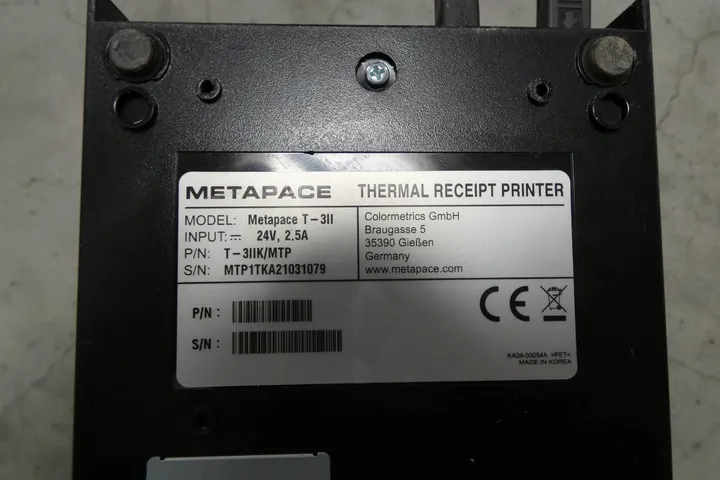 METAPACE THERMAL RECEIPT PRINTER
MODEL: Metapace T-3II
INPUT: ⎓ 24V, 2.5A
P/N: T-3IIK/MTP
S/N: MTP1TKA21031079
Colormetrics GmbH
Braugasse 5
35390 Gießen
Germany
www.metapace.com
P/N :
S/N :
CE
KA04-00054A >PET<
MADE IN KOREA